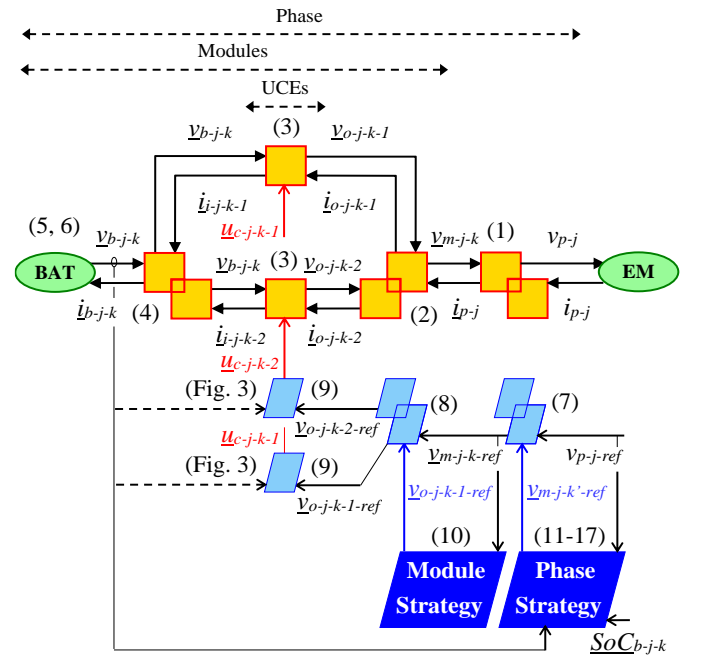 Phase
Modules
UCEs
v_b-j-k (3) v_o-j-k-1
i_i-j-k-1 i_o-j-k-1
(5, 6) u_c-j-k-1
v_b-j-k v_b-j-k (3) v_o-j-k-2 v_m-j-k (1) v_p-j
BAT EM
i_b-j-k (4) i_i-j-k-2 i_o-j-k-2 (2) i_p-j i_p-j
u_c-j-k-2
(Fig. 3) (9) (8) (7)
v_o-j-k-2-ref
u_c-j-k-1 v_m-j-k-ref v_p-j-ref
(Fig. 3) (9)
v_o-j-k-1-ref v_o-j-k-1-ref v_m-j-k'-ref
(10) (11-17)
Module Strategy
Phase Strategy
SoC_b-j-k